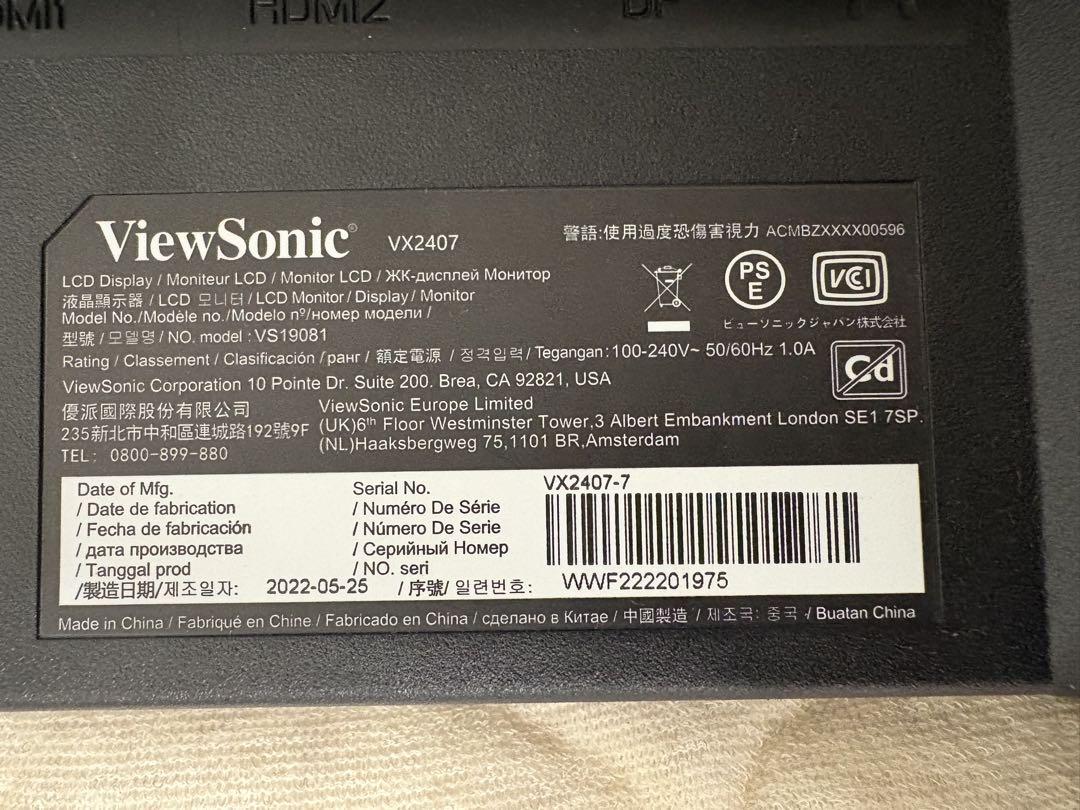 HDMI2
DP
ViewSonic® VX2407
警語:使用過度恐傷害視力 ACMBZXXXX00596
LCD Display / Moniteur LCD / Monitor LCD / ЖК-дисплей Монитор
液晶顯示器 / LCD 모니터 / LCD Monitor / Display / Monitor
Model No./Modèle no./Modelo nº/номер модели /
型號 / 모델명 / NO. model : VS19081
PS
E
VCCI
ビューソニックジャパン株式会社
Rating / Classement / Clasificación / ранг / 額定電源 / 정격입력 / Tegangan: 100-240V~ 50/60Hz 1.0A
Cd
ViewSonic Corporation 10 Pointe Dr. Suite 200. Brea, CA 92821, USA
優派國際股份有限公司
235新北市中和區連城路192號9F
TEL: 0800-899-880
ViewSonic Europe Limited
(UK)6th Floor Westminster Tower,3 Albert Embankment London SE1 7SP.
(NL)Haaksbergweg 75,1101 BR,Amsterdam
Date of Mfg.
/ Date de fabrication
/ Fecha de fabricación
/ дата производства
/ Tanggal prod
/製造日期/제조일자: 2022-05-25
Serial No.
/ Numéro De Série
/ Número De Serie
/ Серийный Номер
/ NO. seri
/ 序號/ 일련번호:
VX2407-7
WWF222201975
Made in China / Fabriqué en Chine / Fabricado en China / сделано в Китае / 中國製造 / 제조국: 중국 / Buatan China